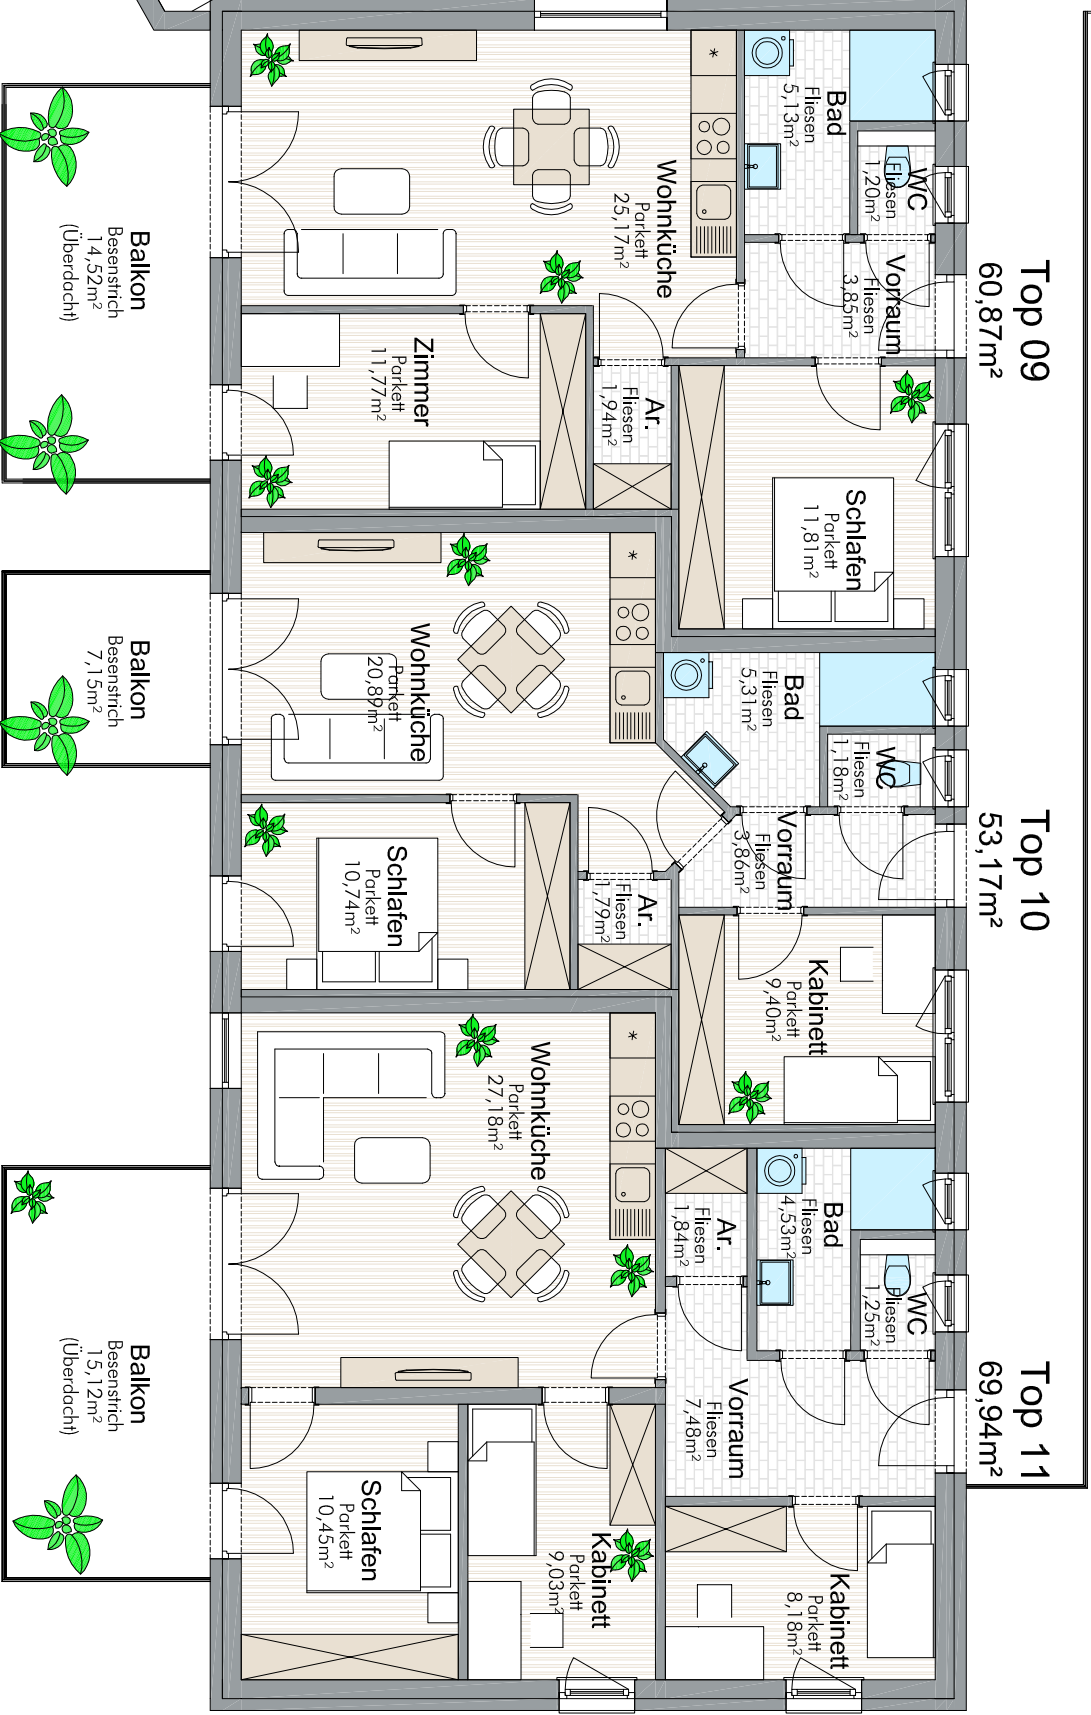 Top 09
60,87m²
Bad
Fliesen
5,13m²
WC
Fliesen
1,20m²
Vorraum
Fliesen
3,85m²
Wohnküche
Parkett
25,17m²
Zimmer
Parkett
11,77m²
Ar.
Fliesen
1,94m²
Schlafen
Parkett
11,81m²
Balkon
Besenstrich
14,52m²
(Überdacht)
Top 10
53,17m²
Bad
Fliesen
5,31m²
WC
Fliesen
1,18m²
Vorraum
Fliesen
3,86m²
Wohnküche
Parkett
20,89m²
Schlafen
Parkett
10,74m²
Ar.
Fliesen
1,79m²
Kabinett
Parkett
9,40m²
Balkon
Besenstrich
7,15m²
Top 11
69,94m²
Wohnküche
Parkett
27,18m²
Ar.
Fliesen
1,84m²
Bad
Fliesen
4,53m²
WC
Fliesen
1,25m²
Vorraum
Fliesen
7,48m²
Schlafen
Parkett
10,45m²
Kabinett
Parkett
9,03m²
Kabinett
Parkett
8,18m²
Balkon
Besenstrich
15,12m²
(Überdacht)